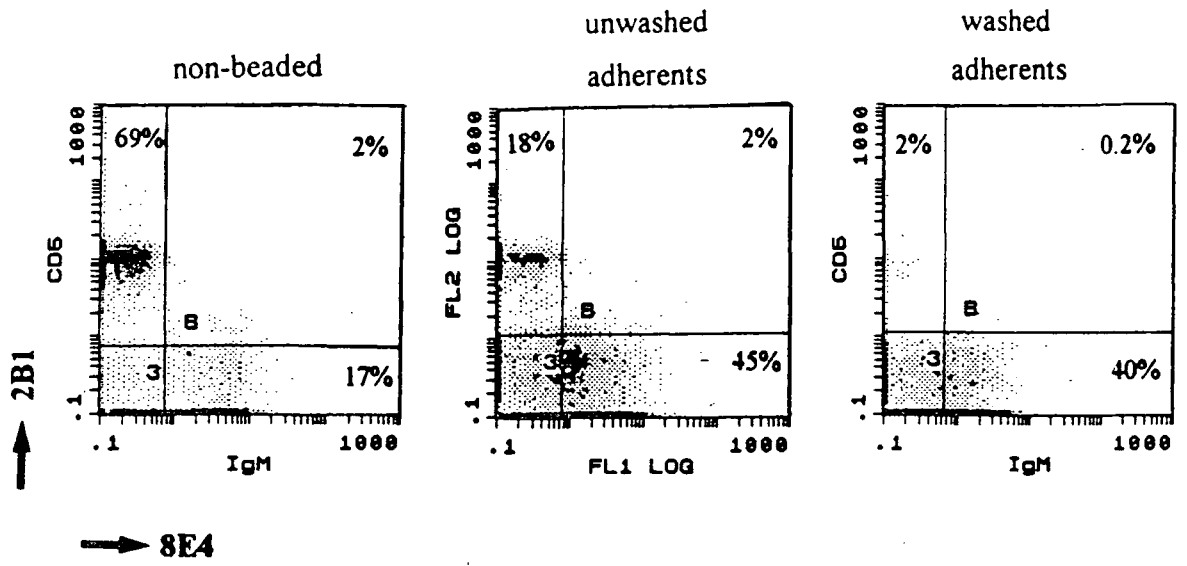 non-beaded
unwashed
adherents
washed
adherents
1000
69%
2%
CD5
B
3
17%
.1
.1
1000
IgM
1000
18%
2%
FL2 LOG
B
3
45%
.1
.1
1000
FL1 LOG
1000
2%
0.2%
CD5
B
3
40%
.1
.1
1000
IgM
2B1
8E4